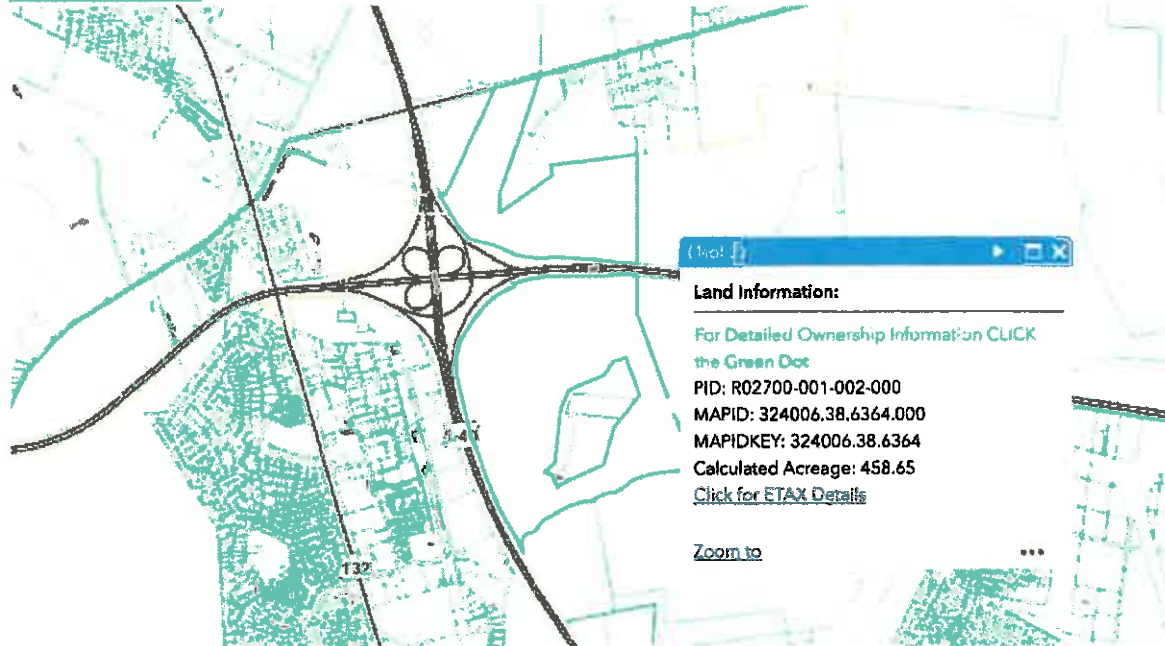 Land Information:
For Detailed Ownership Information CLICK
the Green Dot
PID: R02700-001-002-000
MAPID: 324006.38.6364.000
MAPIDKEY: 324006.38.6364
Calculated Acreage: 458.65
Click for ETAX Details
Zoom to
132